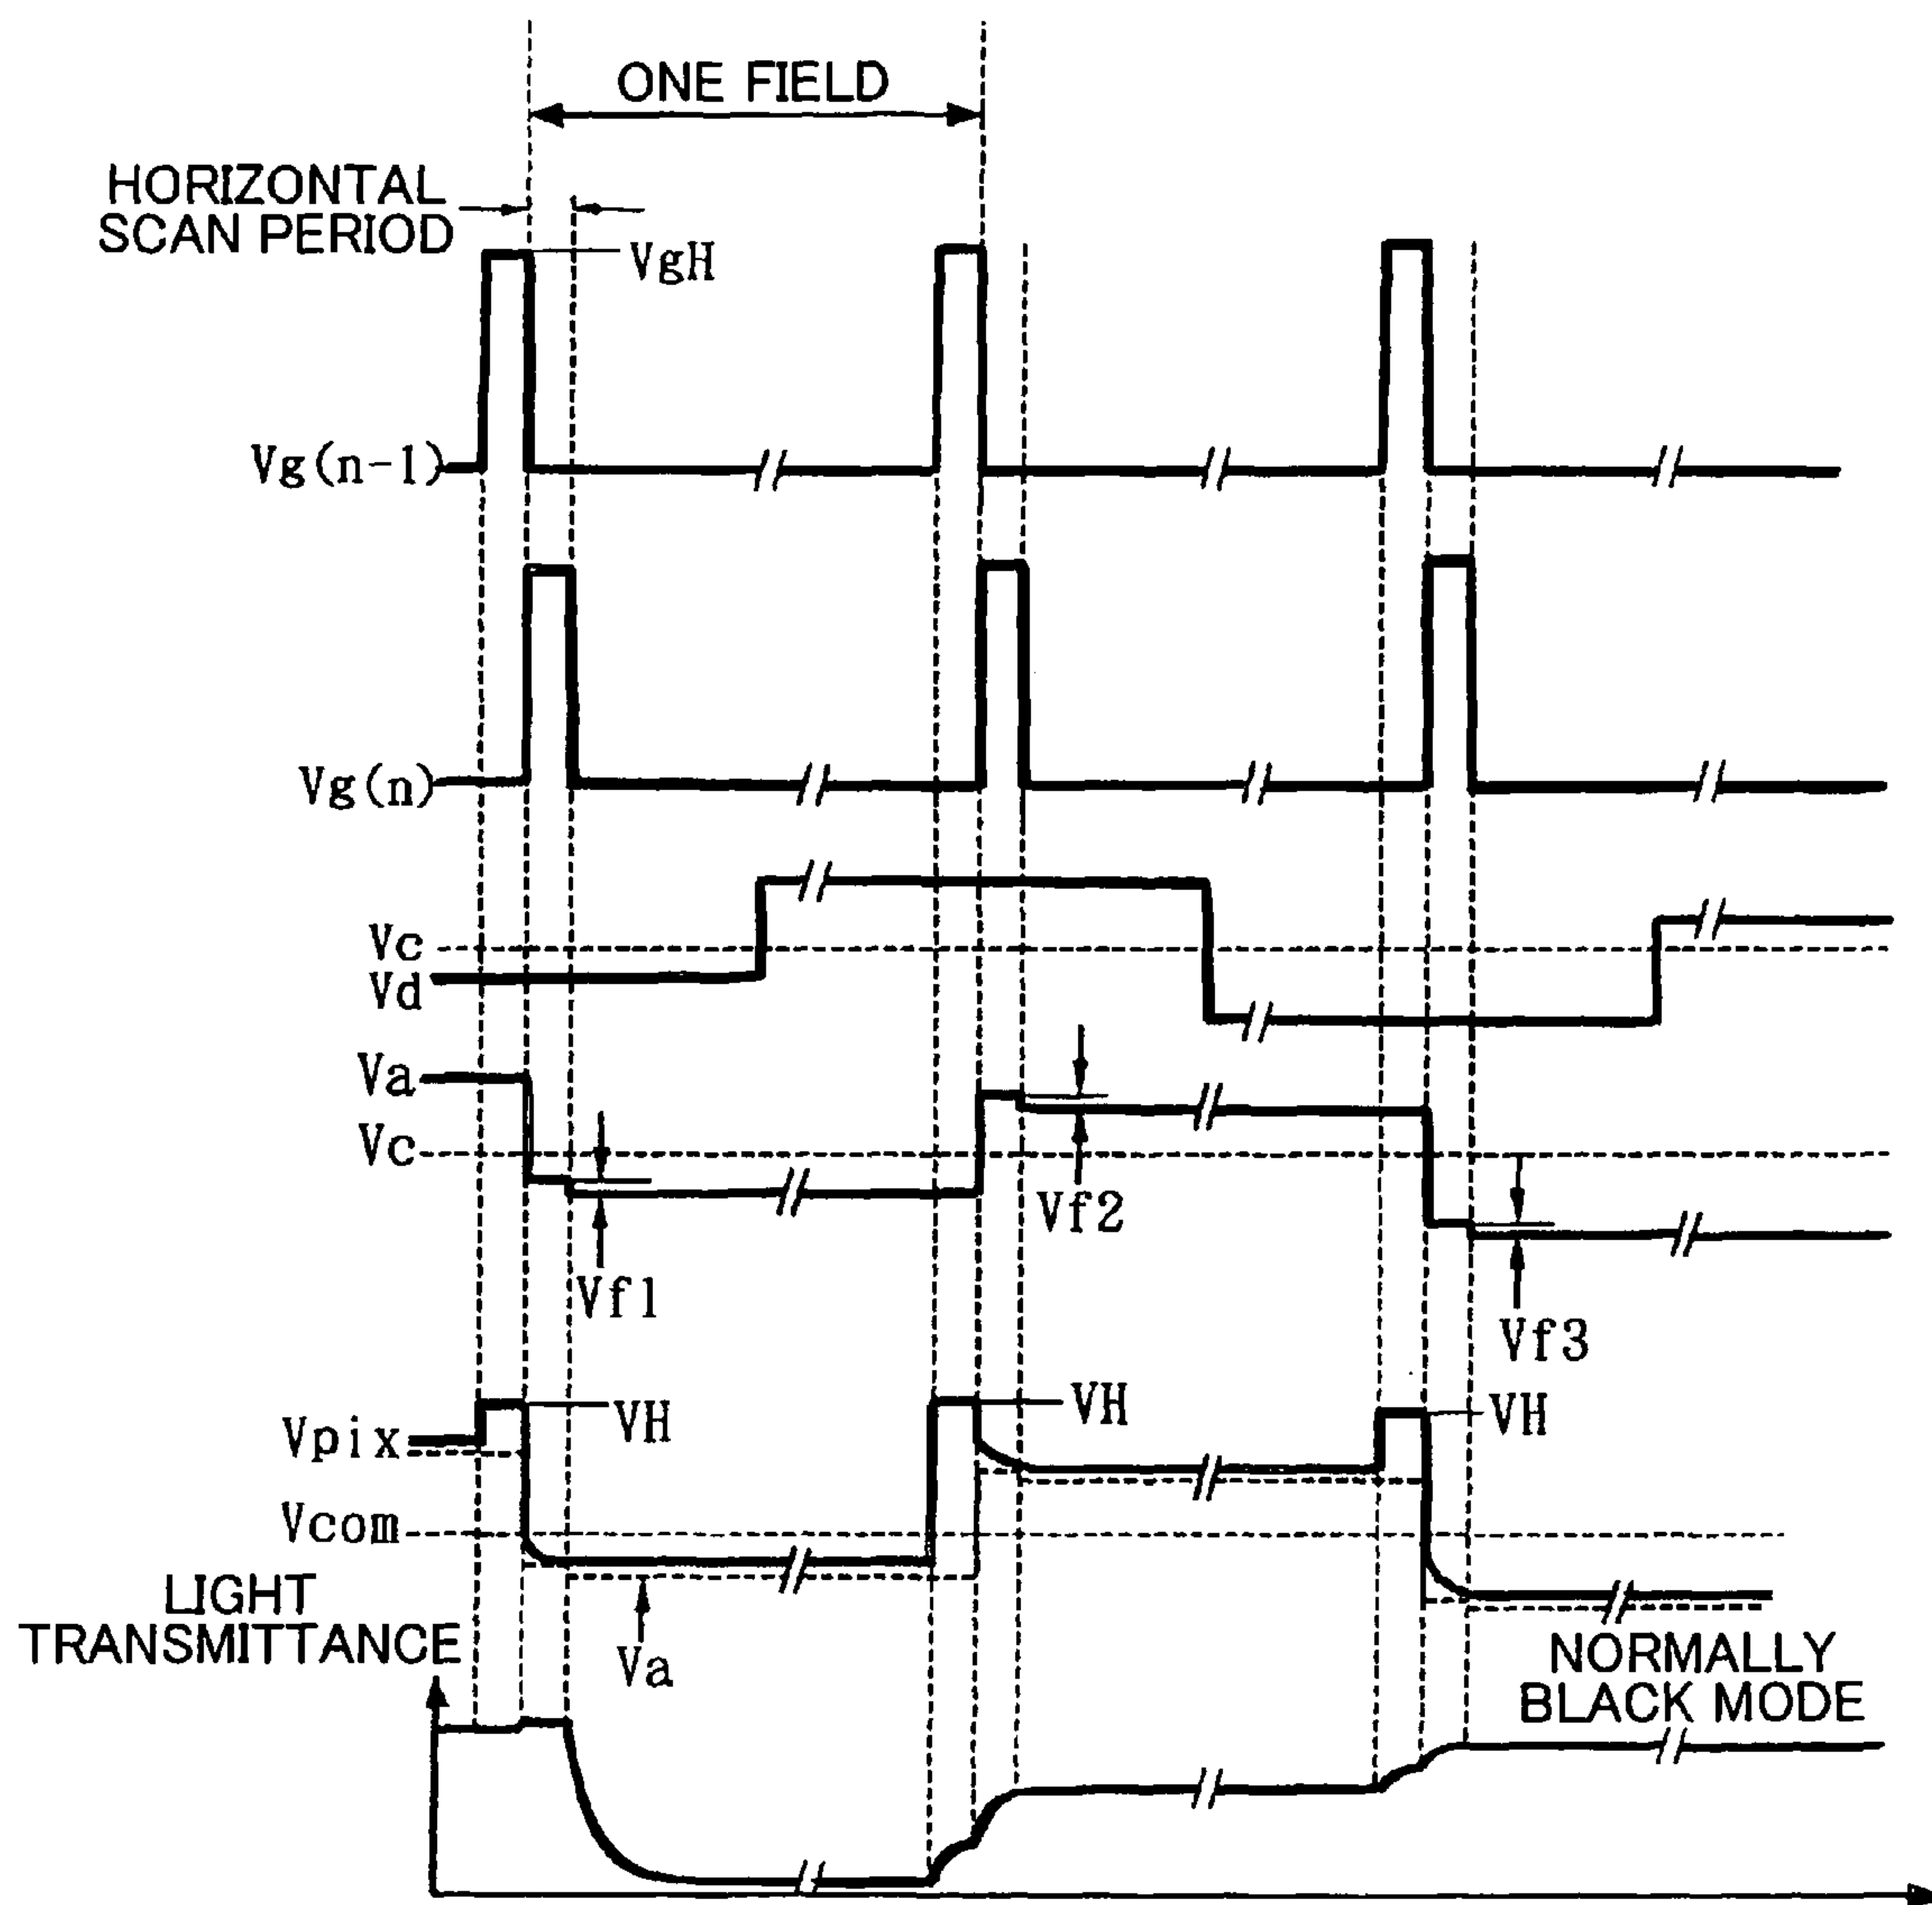 ONE FIELD
HORIZONTAL
SCAN PERIOD
VgH
Vg(n-1)
Vg(n)
Vc
Vd
Va
Vc
Vf2
Vf1
Vf3
VH
VH
VH
Vpix
Vcom
LIGHT
TRANSMITTANCE
Va
NORMALLY
BLACK MODE